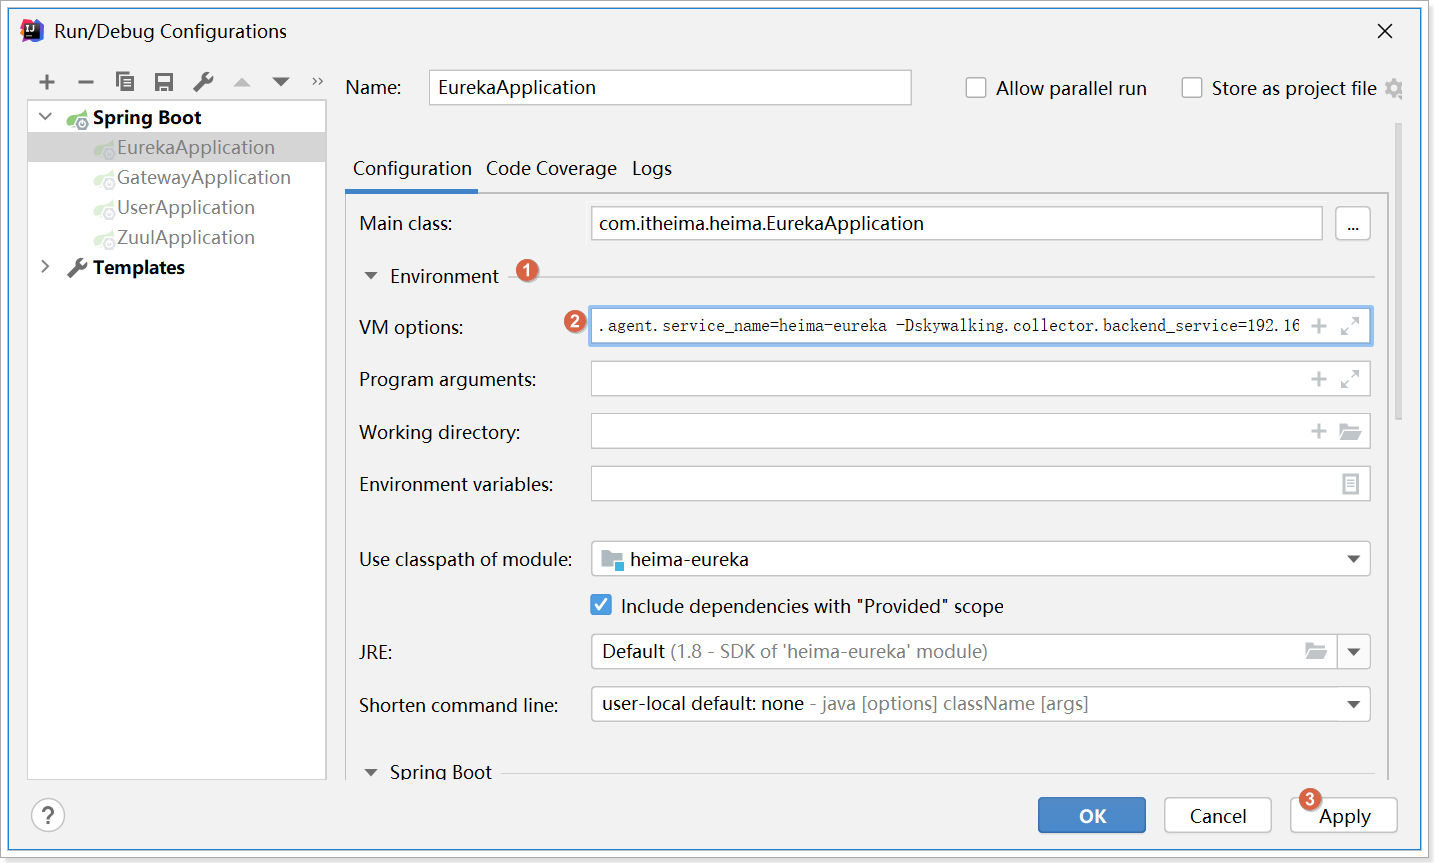 Run/Debug Configurations
Name:
EurekaApplication
Allow parallel run
Store as project file
Spring Boot
EurekaApplication
GatewayApplication
UserApplication
ZuulApplication
Templates
Configuration Code Coverage Logs
Main class:
com.itheima.heima.EurekaApplication
...
Environment 1
VM options:
2
.agent.service_name=heima-eureka -Dskywalking.collector.backend_service=192.16
Program arguments:
Working directory:
Environment variables:
Use classpath of module:
heima-eureka
Include dependencies with "Provided" scope
JRE:
Default (1.8 - SDK of 'heima-eureka' module)
Shorten command line:
user-local default: none - java [options] className [args]
Spring Boot
?
OK
Cancel
3
Apply